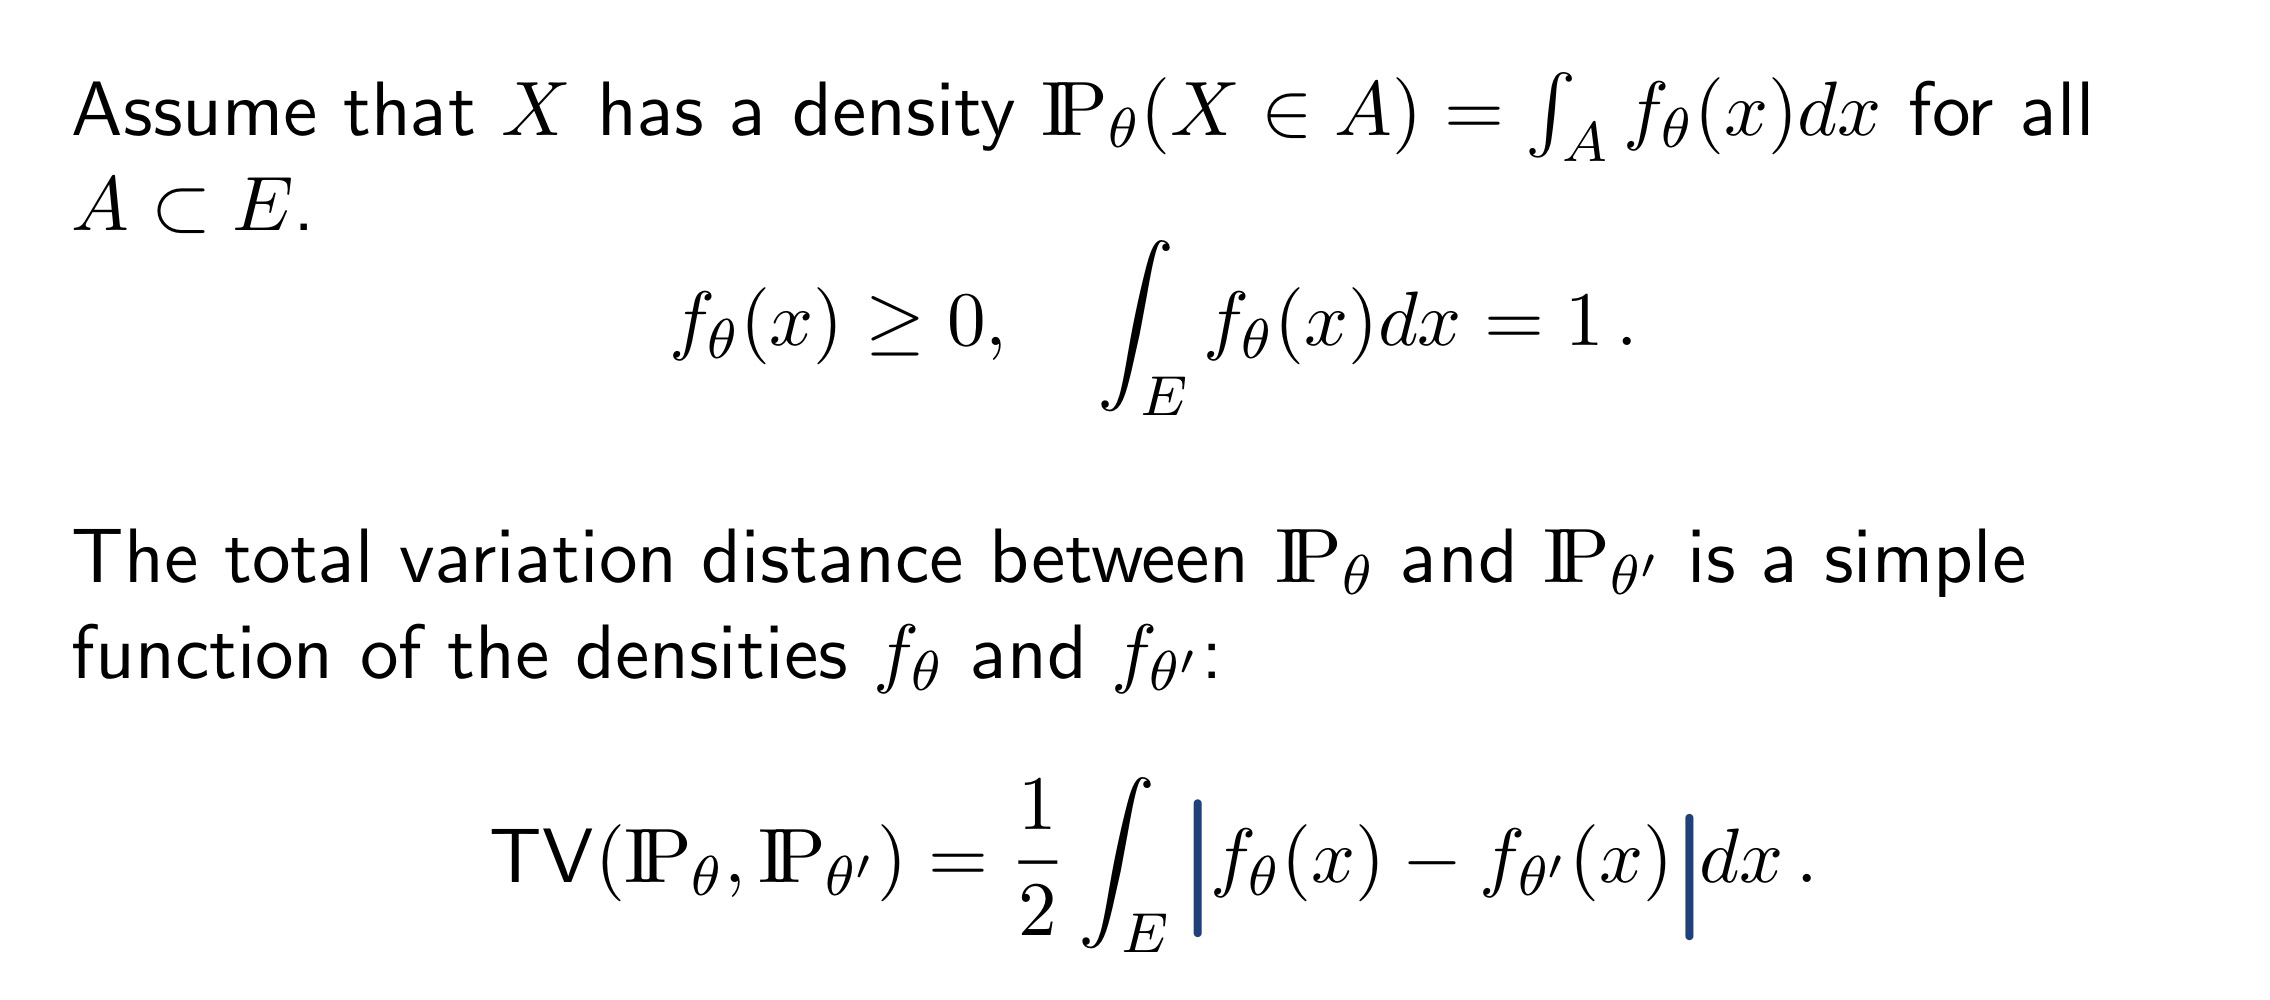 Assume that $X$ has a density $\mathbb{P}_\theta(X \in A) = \int_A f_\theta(x)dx$ for all
$A \subset E$.
$f_\theta(x) \geq 0, \quad \int_E f_\theta(x)dx = 1\,.$
The total variation distance between $\mathbb{P}_\theta$ and $\mathbb{P}_{\theta'}$ is a simple
function of the densities $f_\theta$ and $f_{\theta'}$:
$\mathsf{TV}(\mathbb{P}_\theta, \mathbb{P}_{\theta'}) = \frac{1}{2} \int_E \left| f_\theta(x) - f_{\theta'}(x) \right| dx\,.$